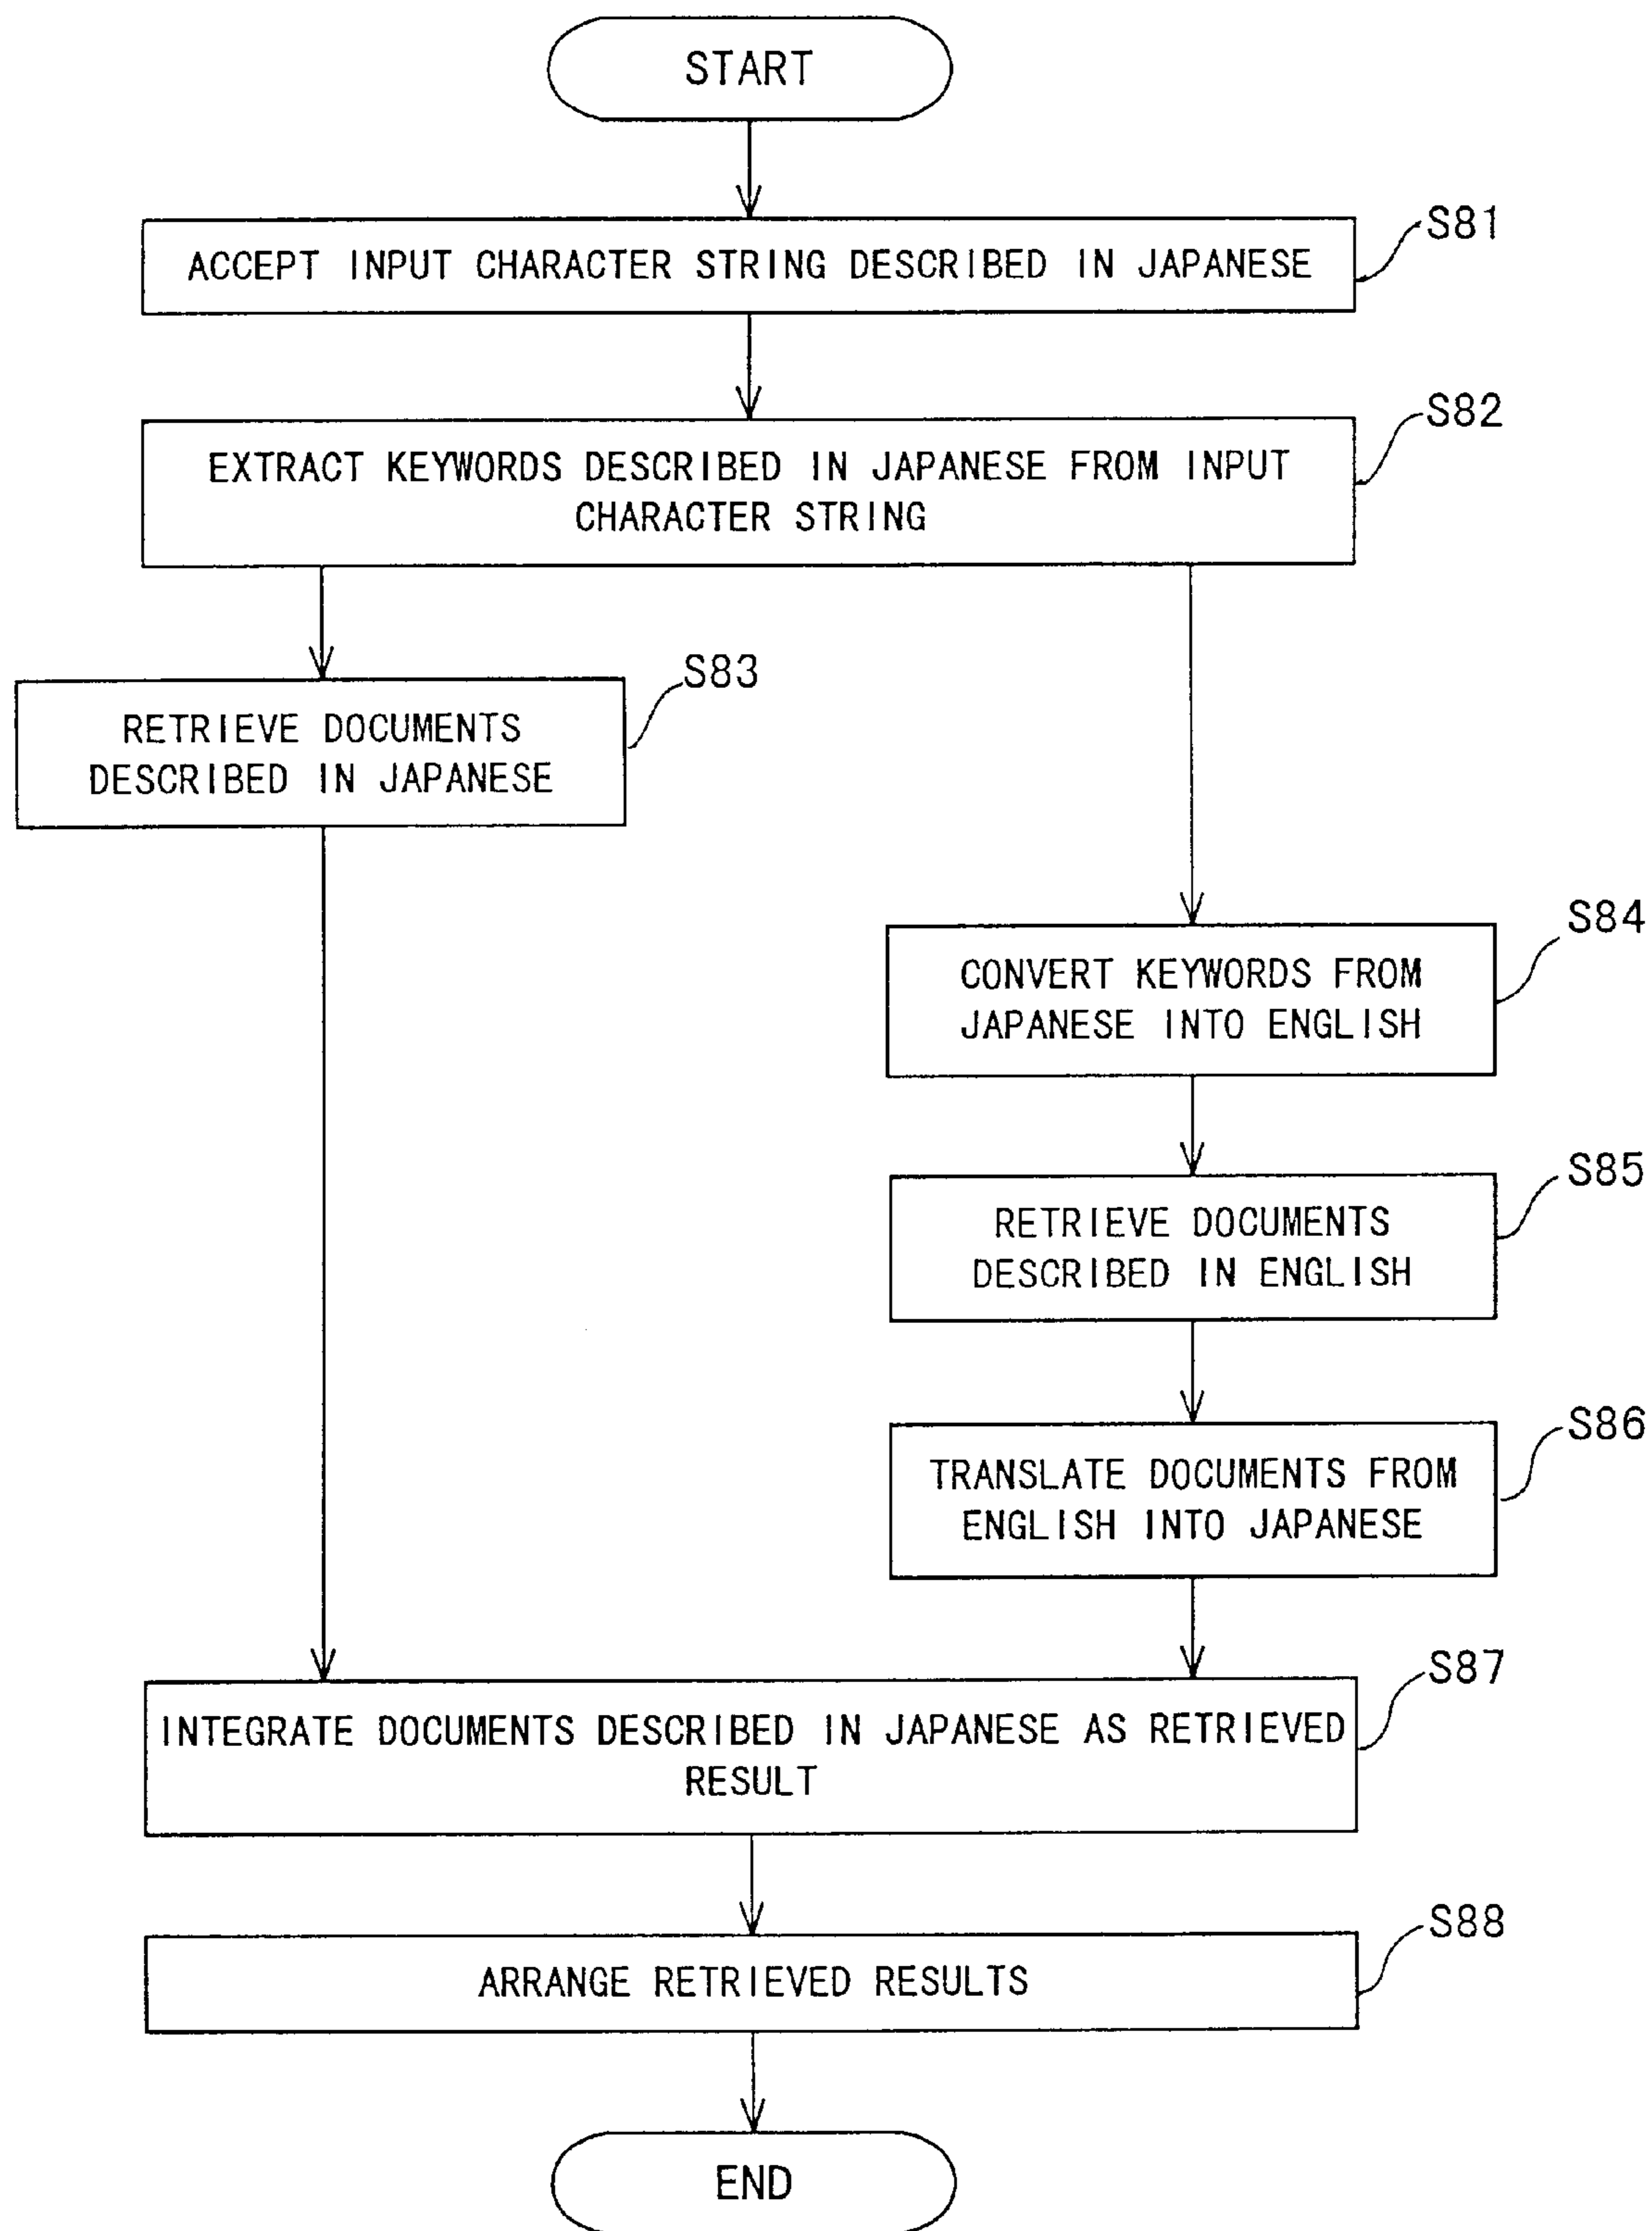 START
S81
ACCEPT INPUT CHARACTER STRING DESCRIBED IN JAPANESE
S82
EXTRACT KEYWORDS DESCRIBED IN JAPANESE FROM INPUT
CHARACTER STRING
S83
RETRIEVE DOCUMENTS
DESCRIBED IN JAPANESE
S84
CONVERT KEYWORDS FROM
JAPANESE INTO ENGLISH
S85
RETRIEVE DOCUMENTS
DESCRIBED IN ENGLISH
S86
TRANSLATE DOCUMENTS FROM
ENGLISH INTO JAPANESE
S87
INTEGRATE DOCUMENTS DESCRIBED IN JAPANESE AS RETRIEVED
RESULT
S88
ARRANGE RETRIEVED RESULTS
END